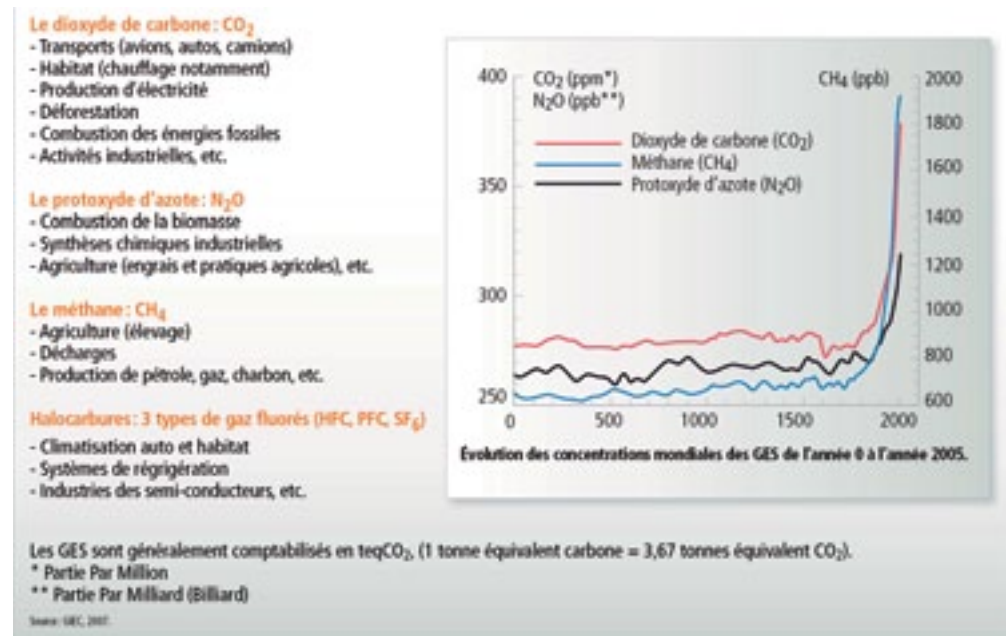 Le dioxyde de carbone : CO2
- Transports (avions, autos, camions)
- Habitat (chauffage notamment)
- Production d'électricité
- Déforestation
- Combustion des énergies fossiles
- Activités industrielles, etc.
Le protoxyde d'azote : N2O
- Combustion de la biomasse
- Synthèses chimiques industrielles
- Agriculture (engrais et pratiques agricoles), etc.
Le méthane : CH4
- Agriculture (élevage)
- Décharges
- Production de pétrole, gaz, charbon, etc.
Halocarbures : 3 types de gaz fluorés (HFC, PFC, SF6)
- Climatisation auto et habitat
- Systèmes de régrigération
- Industries des semi-conducteurs, etc.
400 CO2 (ppm*) CH4 (ppb) 2000
N2O (ppb**)
1800
Dioxyde de carbone (CO2)
Méthane (CH4) 1600
350 Protoxyde d'azote (N2O)
1400
1200
300 1000
800
250 600
0 500 1000 1500 2000
Évolution des concentrations mondiales des GES de l'année 0 à l'année 2005.
Les GES sont généralement comptabilisés en teqCO2, (1 tonne équivalent carbone = 3,67 tonnes équivalent CO2).
* Partie Par Million
** Partie Par Milliard (Billiard)
Source : GIEC, 2007.